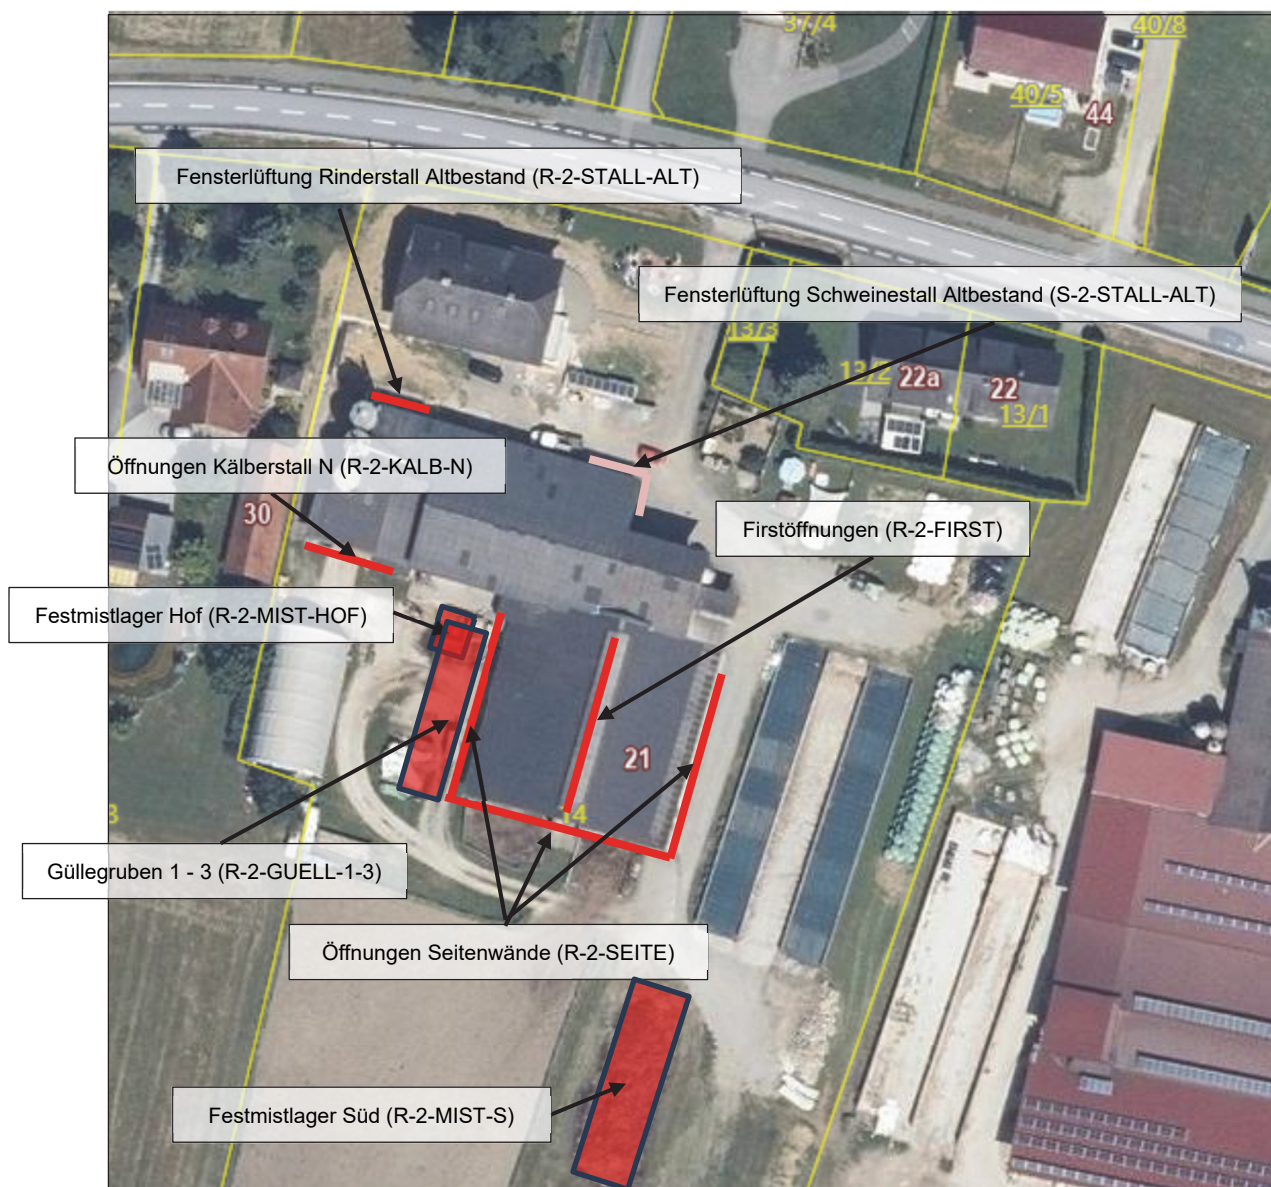 37/4
40/8
40/5
44
Fensterlüftung Rinderstall Altbestand (R-2-STALL-ALT)
Fensterlüftung Schweinestall Altbestand (S-2-STALL-ALT)
13/3
13/2
22a
22
13/1
Öffnungen Kälberstall N (R-2-KALB-N)
30
Firstöffnungen (R-2-FIRST)
Festmistlager Hof (R-2-MIST-HOF)
21
14
3
Güllegruben 1 - 3 (R-2-GUELL-1-3)
Öffnungen Seitenwände (R-2-SEITE)
Festmistlager Süd (R-2-MIST-S)